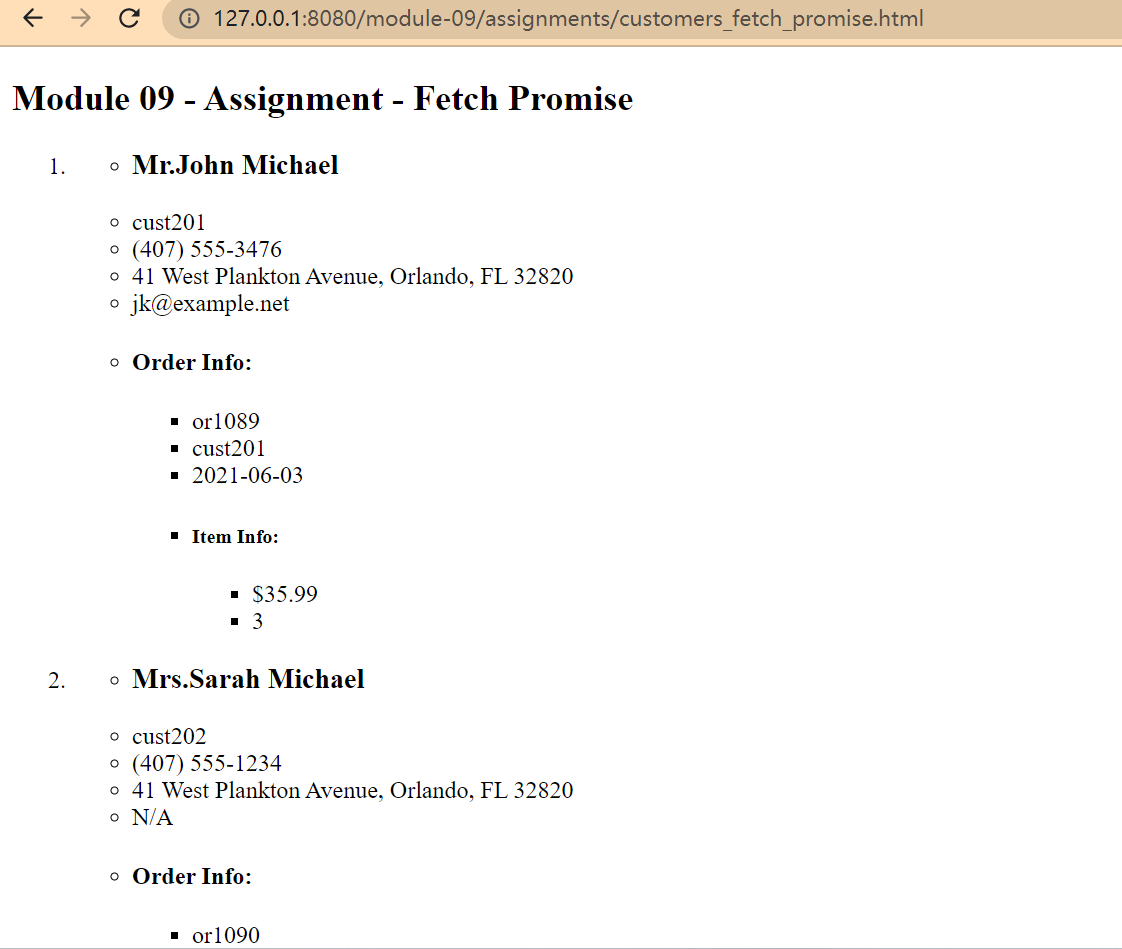 127.0.0.1:8080/module-09/assignments/customers_fetch_promise.html
Module 09 - Assignment - Fetch Promise
1.
Mr.John Michael
cust201
(407) 555-3476
41 West Plankton Avenue, Orlando, FL 32820
jk@example.net
Order Info:
or1089
cust201
2021-06-03
Item Info:
$35.99
3
2.
Mrs.Sarah Michael
cust202
(407) 555-1234
41 West Plankton Avenue, Orlando, FL 32820
N/A
Order Info:
or1090